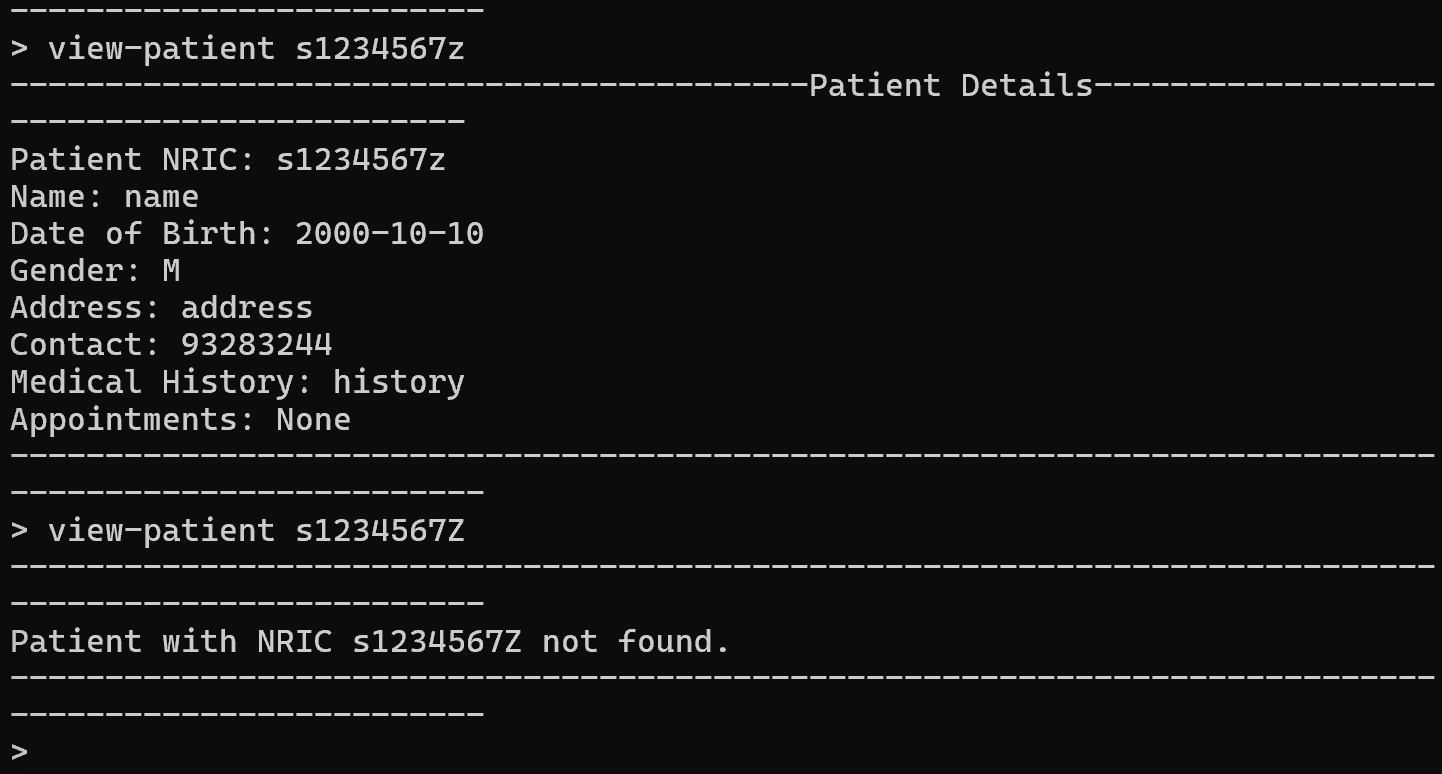 -------------------------
> view-patient s1234567z
------------------------------------------Patient Details------------------
------------------------
Patient NRIC: s1234567z
Name: name
Date of Birth: 2000-10-10
Gender: M
Address: address
Contact: 93283244
Medical History: history
Appointments: None
---------------------------------------------------------------------------
-------------------------
> view-patient s1234567Z
---------------------------------------------------------------------------
-------------------------
Patient with NRIC s1234567Z not found.
---------------------------------------------------------------------------
-------------------------
>